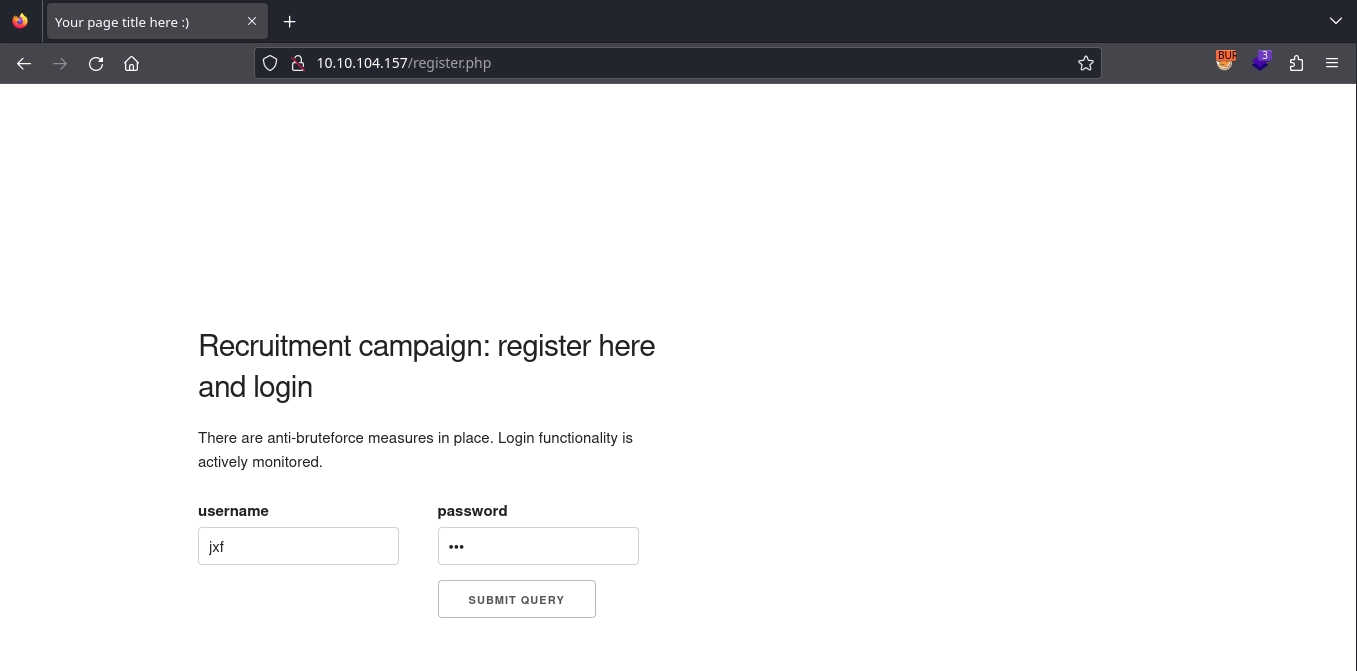 Your page title here :)
10.10.104.157/register.php
BUR
3
Recruitment campaign: register here
and login
There are anti-bruteforce measures in place. Login functionality is
actively monitored.
username password
jxf •••
SUBMIT QUERY